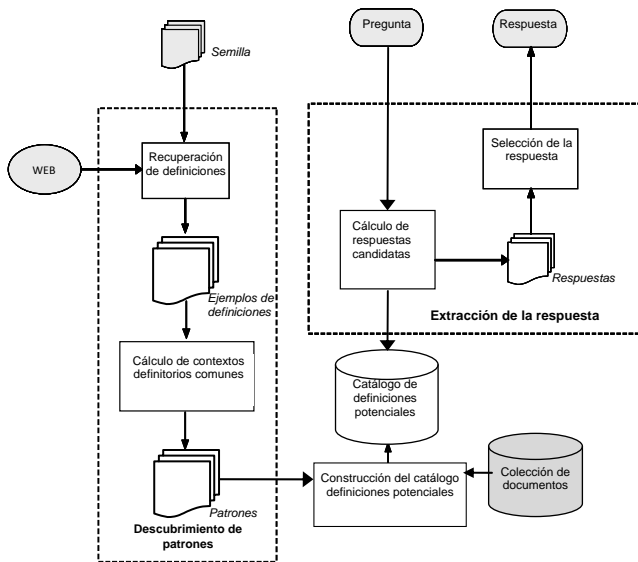 Pregunta
Respuesta
Semilla
WEB
Recuperación
de definiciones
Selección de la
respuesta
Cálculo de
respuestas
candidatas
Respuestas
Ejemplos de
definiciones
Extracción de la respuesta
Cálculo de contextos
definitorios comunes
Catálogo de
definiciones
potenciales
Patrones
Construcción del catálogo
definiciones potenciales
Colección de
documentos
Descubrimiento de
patrones